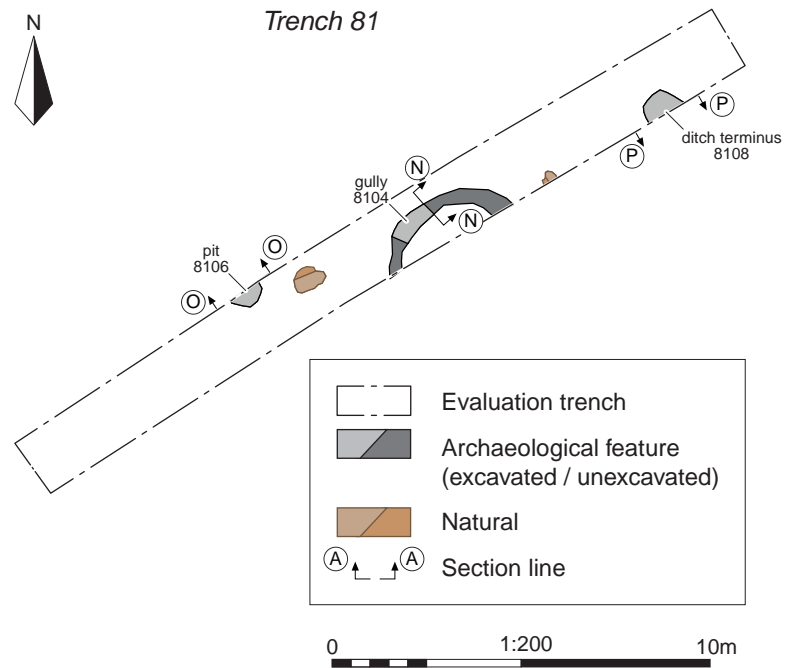 Trench 81
N
P
ditch terminus
8108
P
N
gully
8104
N
O
pit
8106
O
Evaluation trench
Archaeological feature
(excavated / unexcavated)
Natural
A A
Section line
0 1:200 10m